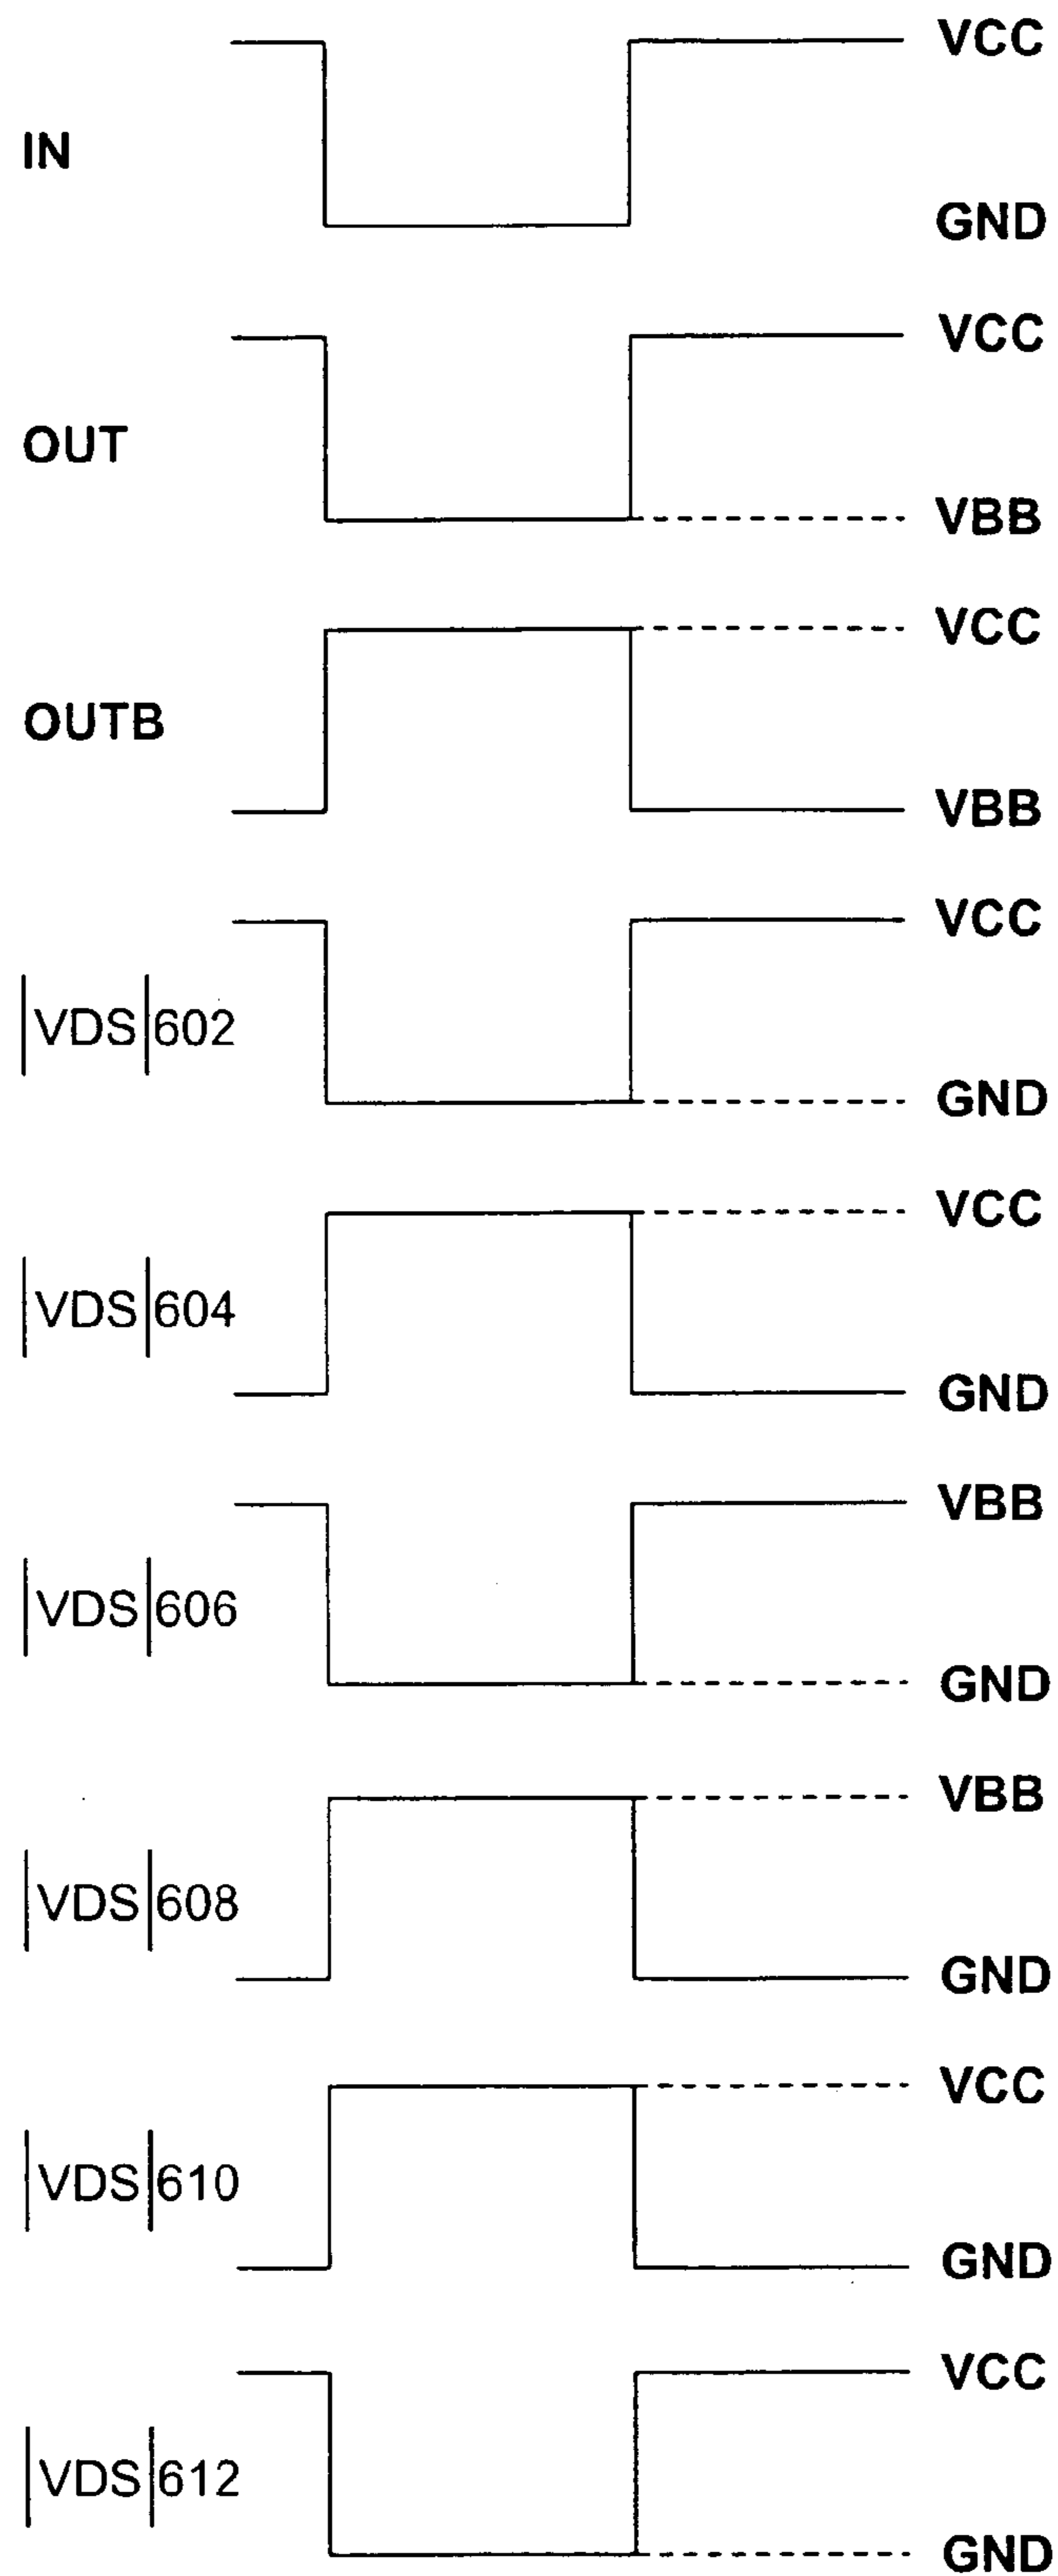 VCC
IN
GND
VCC
OUT
VBB
VCC
OUTB
VBB
VCC
|VDS|602
GND
VCC
|VDS|604
GND
VBB
|VDS|606
GND
VBB
|VDS|608
GND
VCC
|VDS|610
GND
VCC
|VDS|612
GND